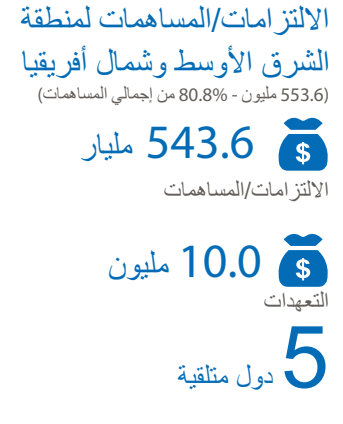 الالتزامات/المساهمات لمنطقة
الشرق الأوسط وشمال أفريقيا
(553.6 مليون - 80.8% من إجمالي المساهمات)
543.6 مليار
$
الالتزامات/المساهمات
10.0 مليون
$
التعهدات
5 دول متلقية